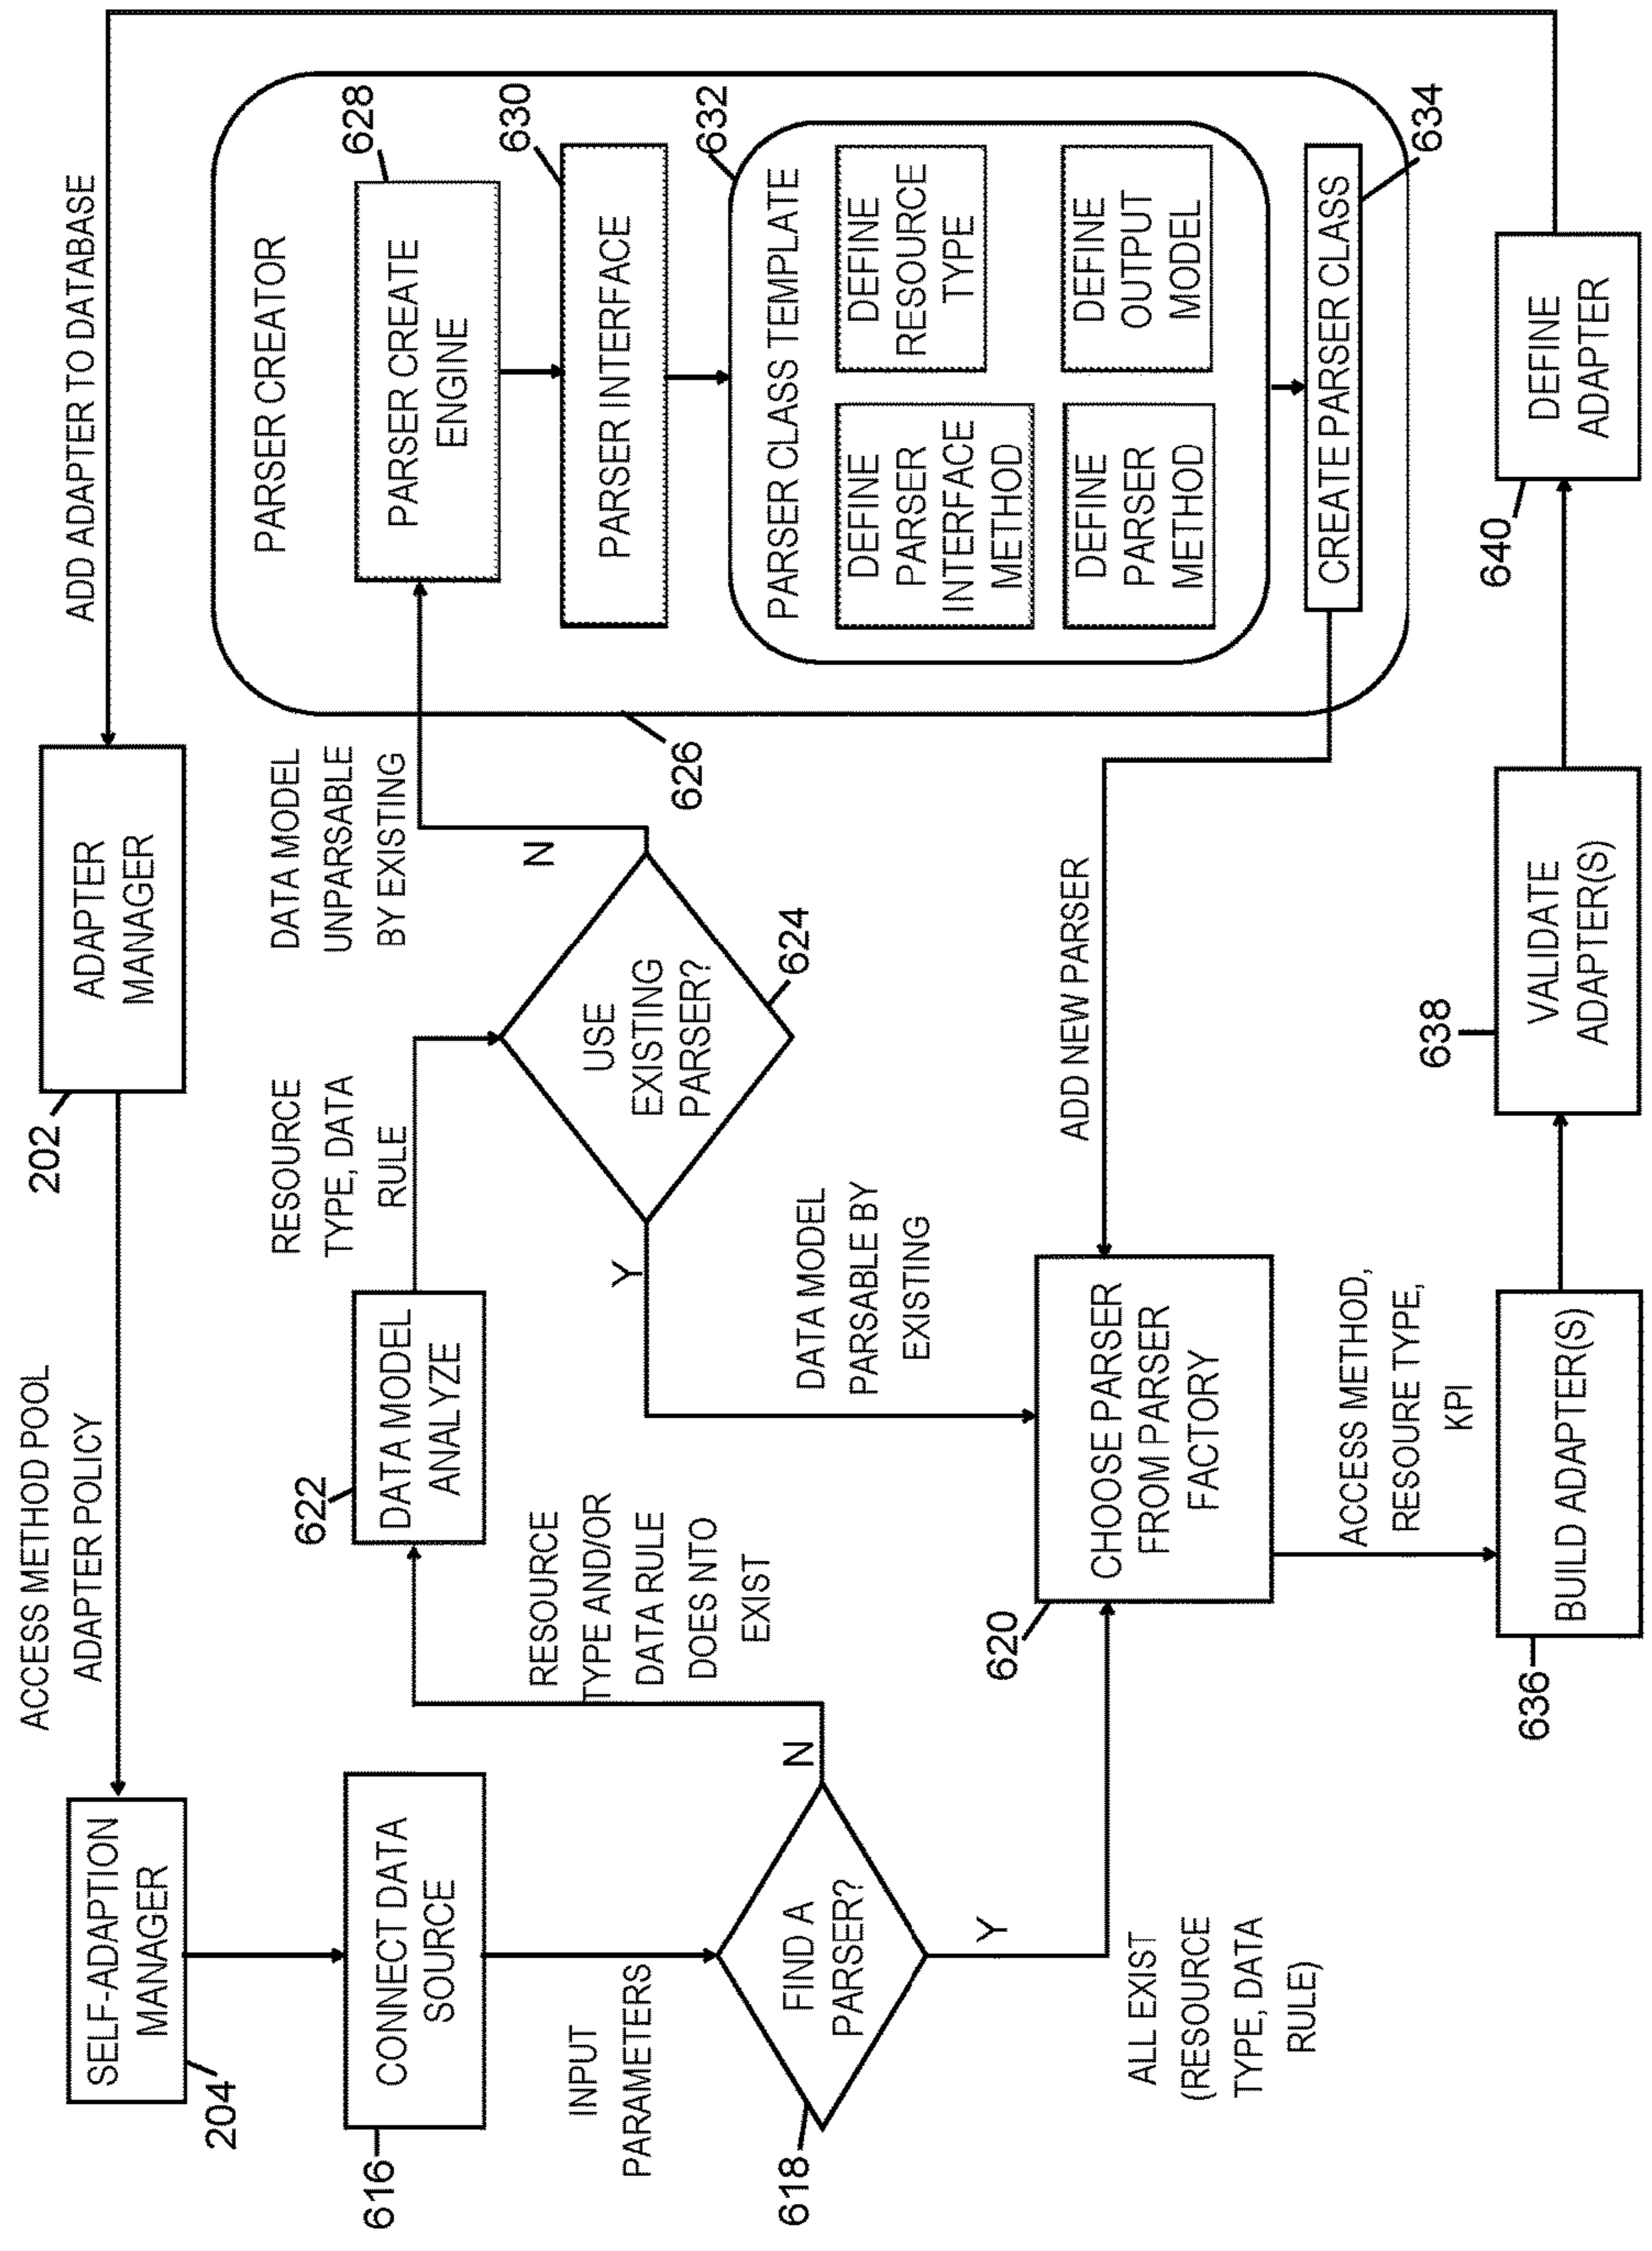 ACCESS METHOD POOL
ADAPTER POLICY
ADD ADAPTER TO DATABASE
SELF-ADAPTION
MANAGER
204
ADAPTER
MANAGER
202
CONNECT DATA
SOURCE
616
INPUT
PARAMETERS
FIND A
PARSER?
618
N
Y
RESOURCE
TYPE AND/OR
DATA RULE
DOES NTO
EXIST
ALL EXIST
(RESOURCE
TYPE, DATA
RULE)
DATA MODEL
ANALYZE
622
RESOURCE
TYPE, DATA
RULE
USE
EXISTING
PARSER?
624
N
Y
DATA MODEL
UNPARSABLE
BY EXISTING
DATA MODEL
PARSABLE BY
EXISTING
626
PARSER CREATOR
PARSER CREATE
ENGINE
628
PARSER INTERFACE
630
PARSER CLASS TEMPLATE
632
DEFINE
PARSER
INTERFACE
METHOD
DEFINE
RESOURCE
TYPE
DEFINE
PARSER
METHOD
DEFINE
OUTPUT
MODEL
CREATE PARSER CLASS
634
ADD NEW PARSER
CHOOSE PARSER
FROM PARSER
FACTORY
620
ACCESS METHOD,
RESOURE TYPE,
KPI
BUILD ADAPTER(S)
636
VALIDATE
ADAPTER(S)
638
DEFINE
ADAPTER
640